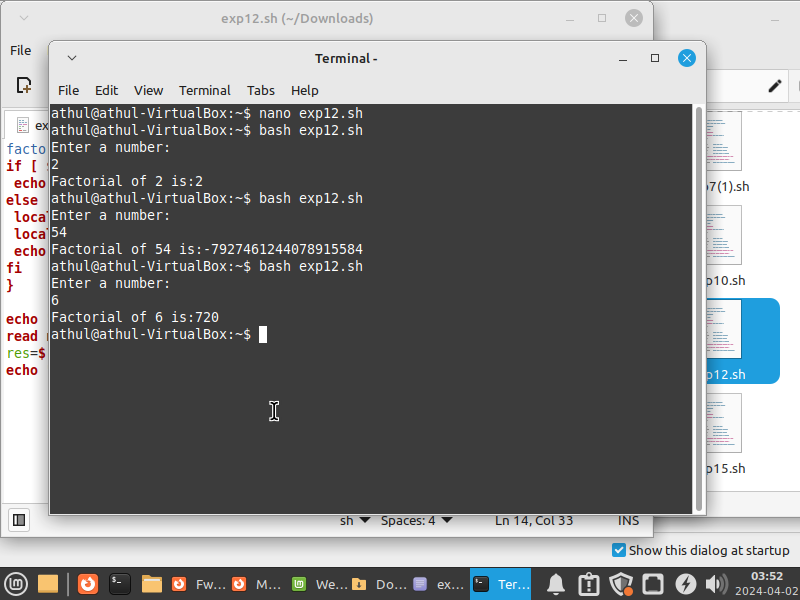 exp12.sh (~/Downloads)
File
Terminal -
File Edit View Terminal Tabs Help
athul@athul-VirtualBox:~$ nano exp12.sh
athul@athul-VirtualBox:~$ bash exp12.sh
Enter a number:
2
Factorial of 2 is:2
athul@athul-VirtualBox:~$ bash exp12.sh
Enter a number:
54
Factorial of 54 is:-7927461244078915584
athul@athul-VirtualBox:~$ bash exp12.sh
Enter a number:
6
Factorial of 6 is:720
athul@athul-VirtualBox:~$
ex
facto
if [
echo
else
loca
loca
echo
fi
}
echo
read
res=$
echo
p7(1).sh
p10.sh
p12.sh
p15.sh
sh Spaces: 4 Ln 14, Col 33 INS
Show this dialog at startup
Fw... M... We... Do... ex... Ter...
03:52
2024-04-02